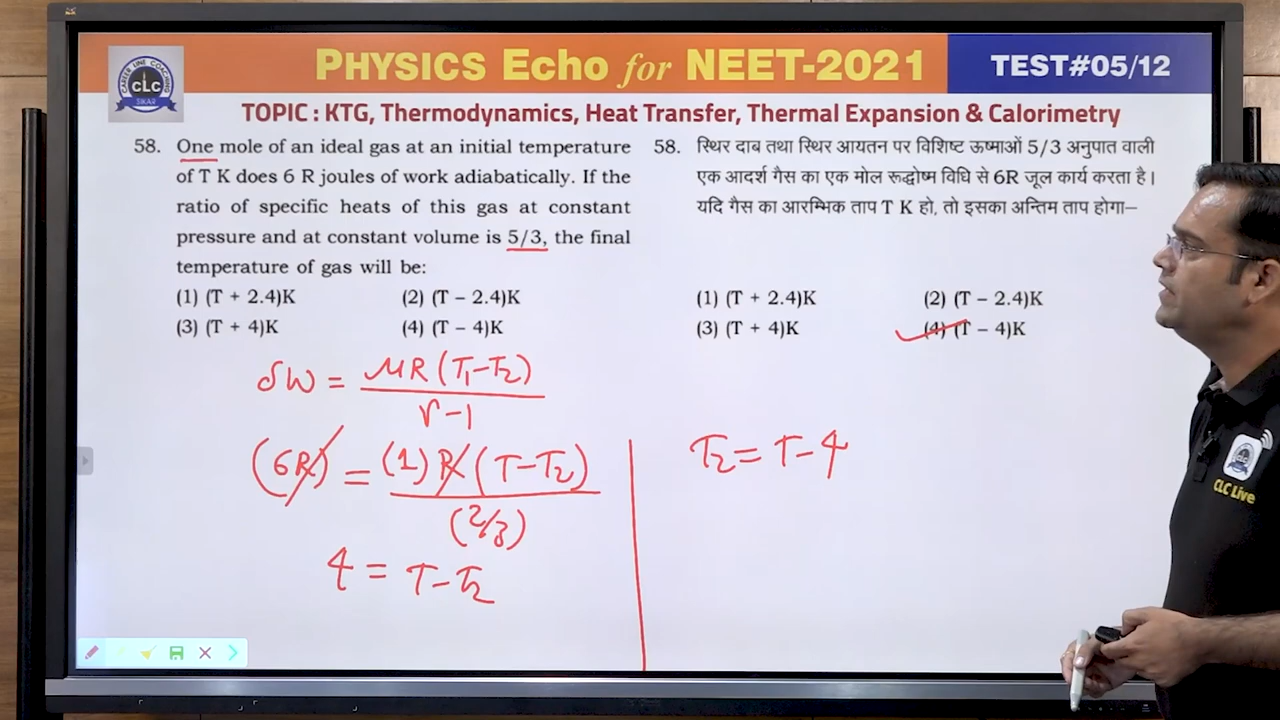 PHYSICS Echo for NEET-2021
TEST#05/12
CLC
SIKAR
TOPIC : KTG, Thermodynamics, Heat Transfer, Thermal Expansion & Calorimetry
58. One mole of an ideal gas at an initial temperature
of T K does 6 R joules of work adiabatically. If the
ratio of specific heats of this gas at constant
pressure and at constant volume is 5/3, the final
temperature of gas will be:
(1) (T + 2.4)K (2) (T – 2.4)K
(3) (T + 4)K (4) (T – 4)K
58. स्थिर दाब तथा स्थिर आयतन पर विशिष्ट ऊष्माओं 5/3 अनुपात वाली
एक आदर्श गैस का एक मोल रूद्धोष्म विधि से 6R जूल कार्य करता है।
यदि गैस का आरम्भिक ताप T K हो, तो इसका अन्तिम ताप होगा–
(1) (T + 2.4)K (2) (T – 2.4)K
(3) (T + 4)K (4) (T – 4)K
δW = μR(T₁-T₂)
γ-1
(6R) = (1)R(T-T₂)
(2/3)
4 = T-T₂
T₂ = T-4
CLC Live